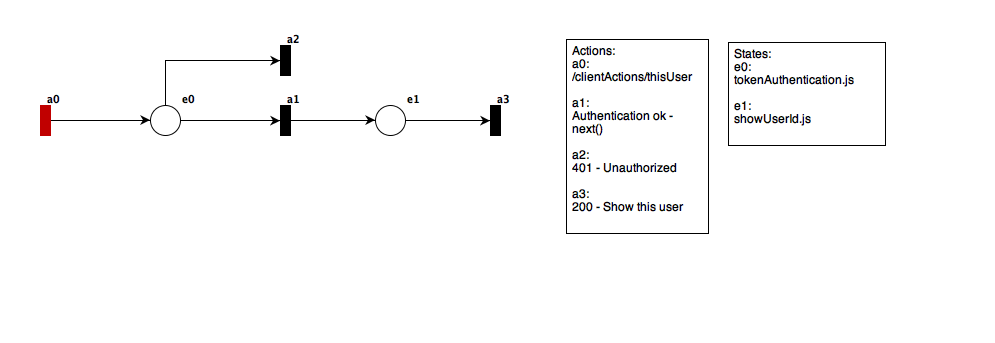 a2
a0
e0
a1
e1
a3
Actions:
a0:
/clientActions/thisUser
a1:
Authentication ok -
next()
a2:
401 - Unauthorized
a3:
200 - Show this user
States:
e0:
tokenAuthentication.js
e1:
showUserId.js